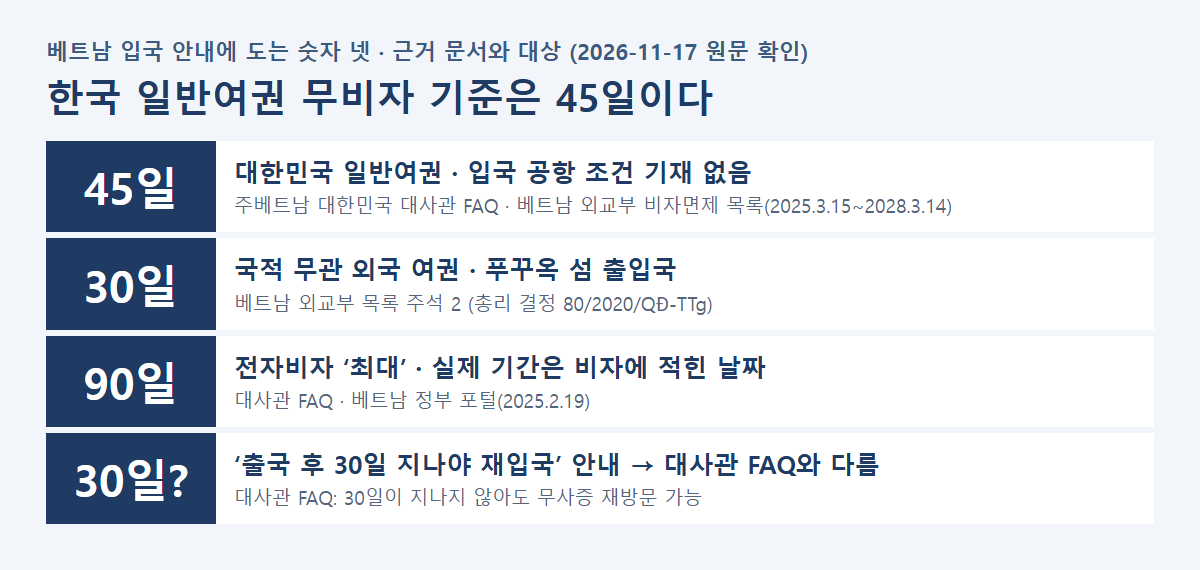 베트남 입국 안내에 도는 숫자 넷 · 근거 문서와 대상 (2026-11-17 원문 확인)
한국 일반여권 무비자 기준은 45일이다
45일
대한민국 일반여권 · 입국 공항 조건 기재 없음
주베트남 대한민국 대사관 FAQ · 베트남 외교부 비자면제 목록(2025.3.15~2028.3.14)
30일
국적 무관 외국 여권 · 푸꾸옥 섬 출입국
베트남 외교부 목록 주석 2 (총리 결정 80/2020/QĐ-TTg)
90일
전자비자 ‘최대’ · 실제 기간은 비자에 적힌 날짜
대사관 FAQ · 베트남 정부 포털(2025.2.19)
30일?
‘출국 후 30일 지나야 재입국’ 안내 → 대사관 FAQ와 다름
대사관 FAQ: 30일이 지나지 않아도 무사증 재방문 가능